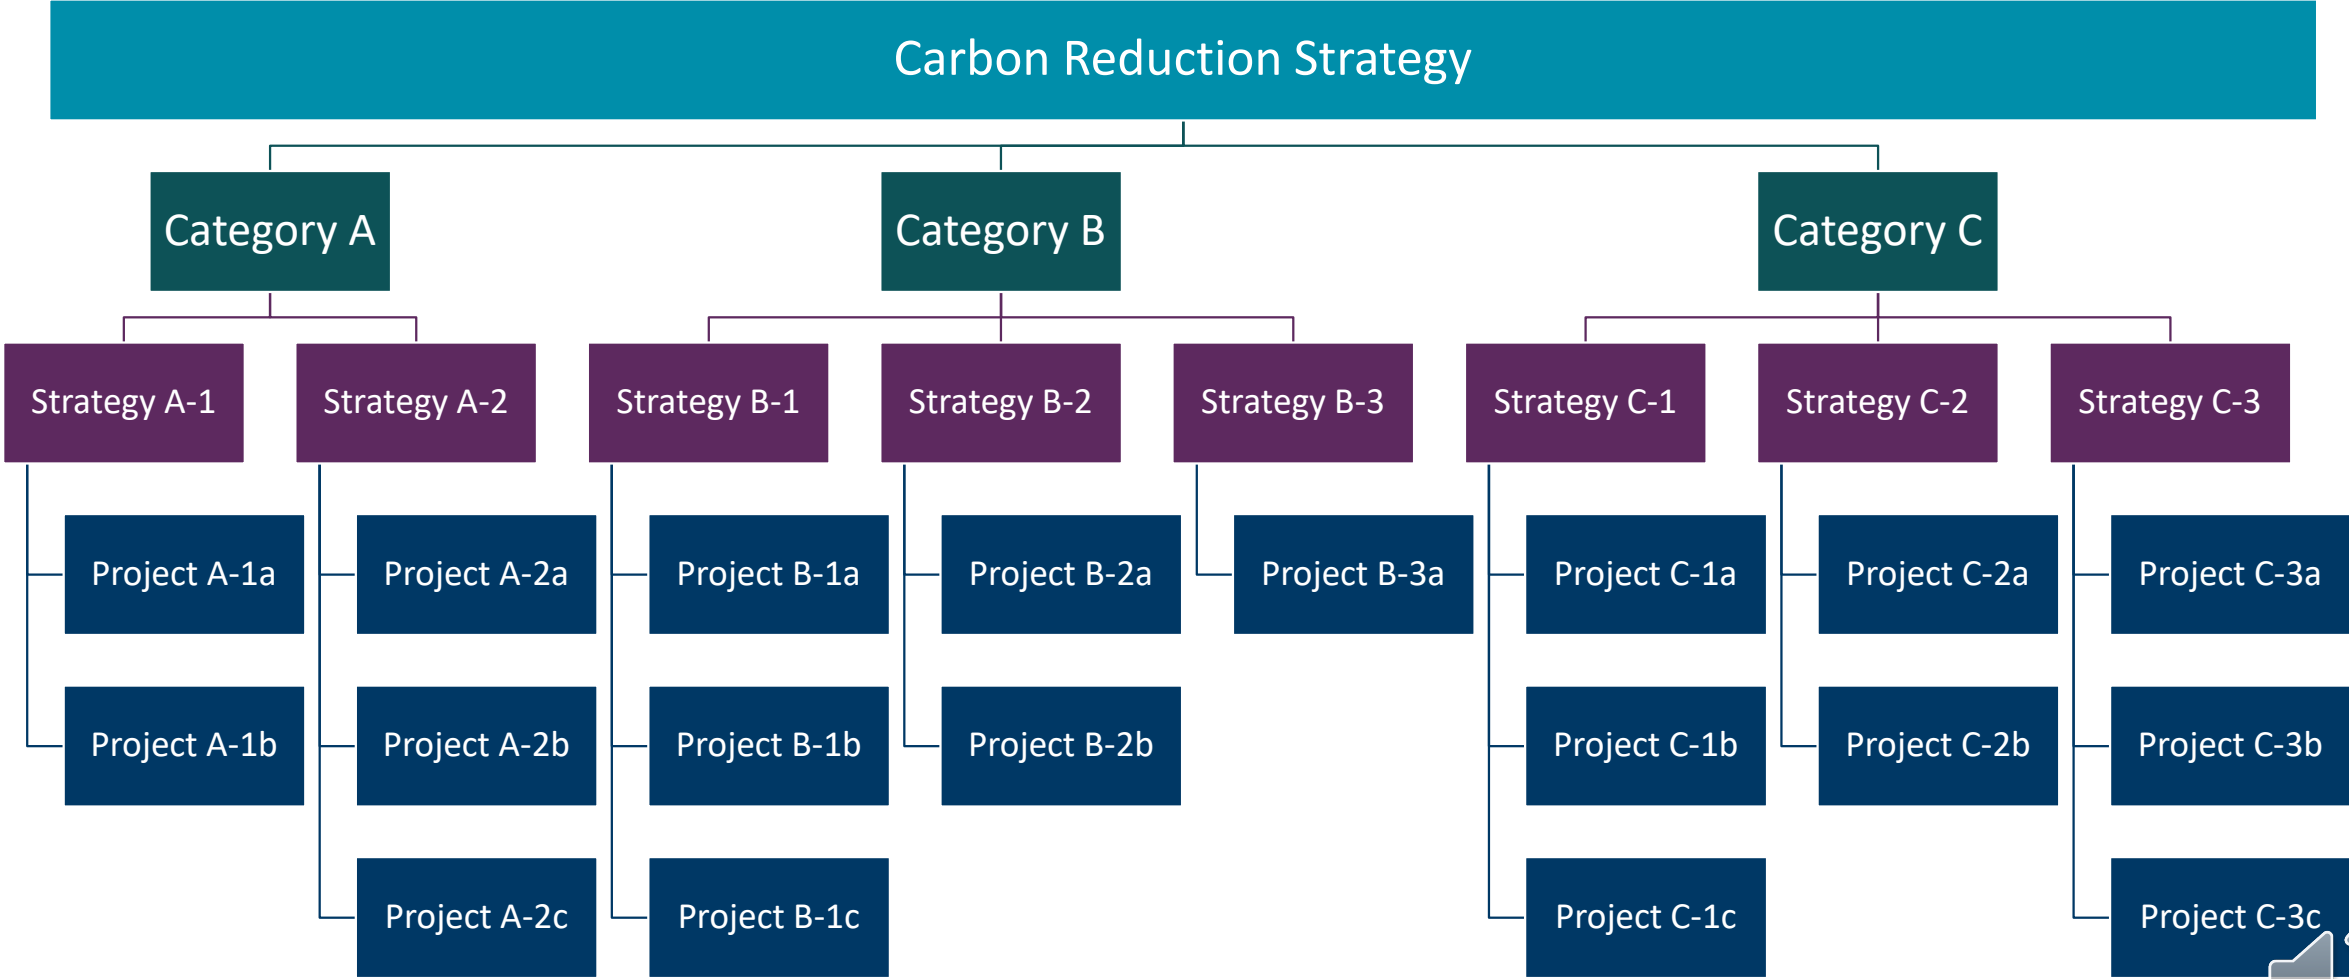 Carbon Reduction Strategy
Category A
Category B
Category C
Strategy A-1
Strategy A-2
Strategy B-1
Strategy B-2
Strategy B-3
Strategy C-1
Strategy C-2
Strategy C-3
Project A-1a
Project A-2a
Project B-1a
Project B-2a
Project B-3a
Project C-1a
Project C-2a
Project C-3a
Project A-1b
Project A-2b
Project B-1b
Project B-2b
Project C-1b
Project C-2b
Project C-3b
Project A-2c
Project B-1c
Project C-1c
Project C-3c